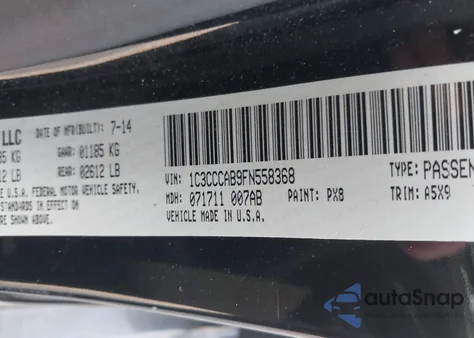 LLC DATE OF MFR(BUILT): 7-14
KG GAWR: 01185 KG
LB REAR: 02612 LB
U.S.A. FEDERAL MOTOR VEHICLE SAFETY.
STANDARDS IN EFFECT ON
ARE SHOWN ABOVE.
VIN: 1C3CCCAB9FN558368 TYPE: PASSEN
MDH: 071711 007AB PAINT: PX8 TRIM: A5X9
VEHICLE MADE IN U.S.A.
autoSnap